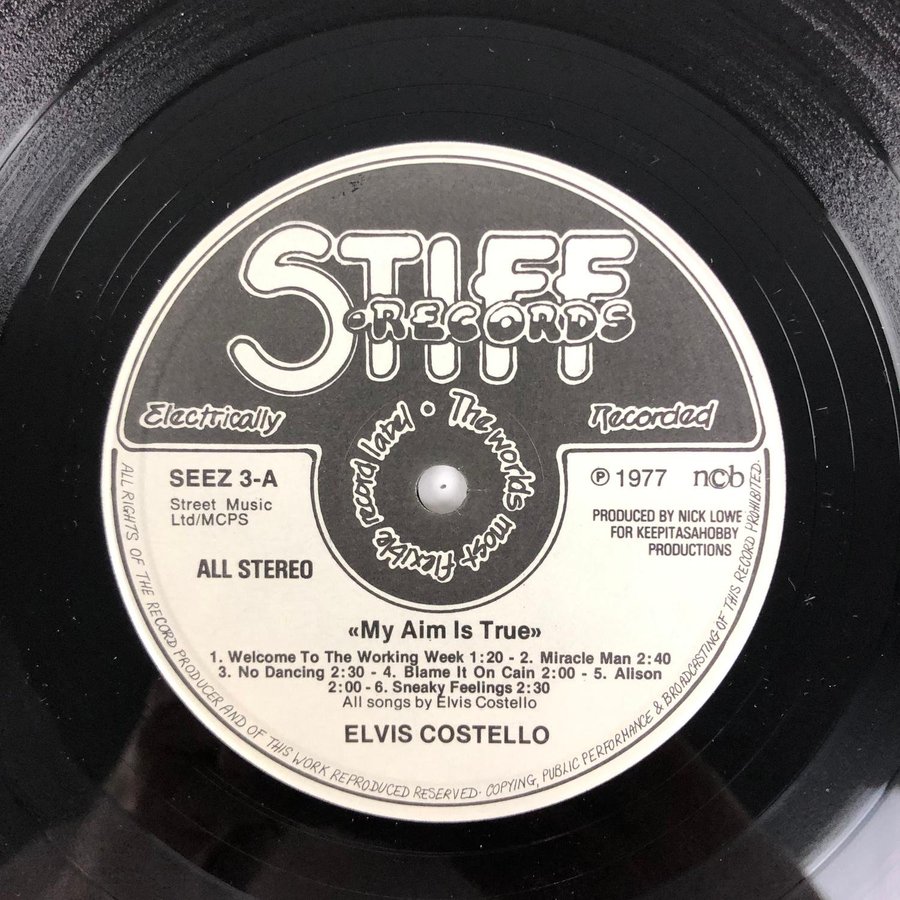 STIFF
RECORDS
Electrically
Recorded
The worlds most flexible record label •
SEEZ 3-A
Street Music
Ltd/MCPS
ALL STEREO
℗ 1977 n©b
PRODUCED BY NICK LOWE
FOR KEEPITASAHOBBY
PRODUCTIONS
«My Aim Is True»
1. Welcome To The Working Week 1:20 - 2. Miracle Man 2:40
3. No Dancing 2:30 - 4. Blame It On Cain 2:00 - 5. Alison
2:00 - 6. Sneaky Feelings 2:30
All songs by Elvis Costello
ELVIS COSTELLO
ALL RIGHTS OF THE RECORD PRODUCER AND OF THIS WORK REPRODUCED RESERVED · COPYING, PUBLIC PERFORMANCE & BROADCASTING OF THIS RECORD PROHIBITED.